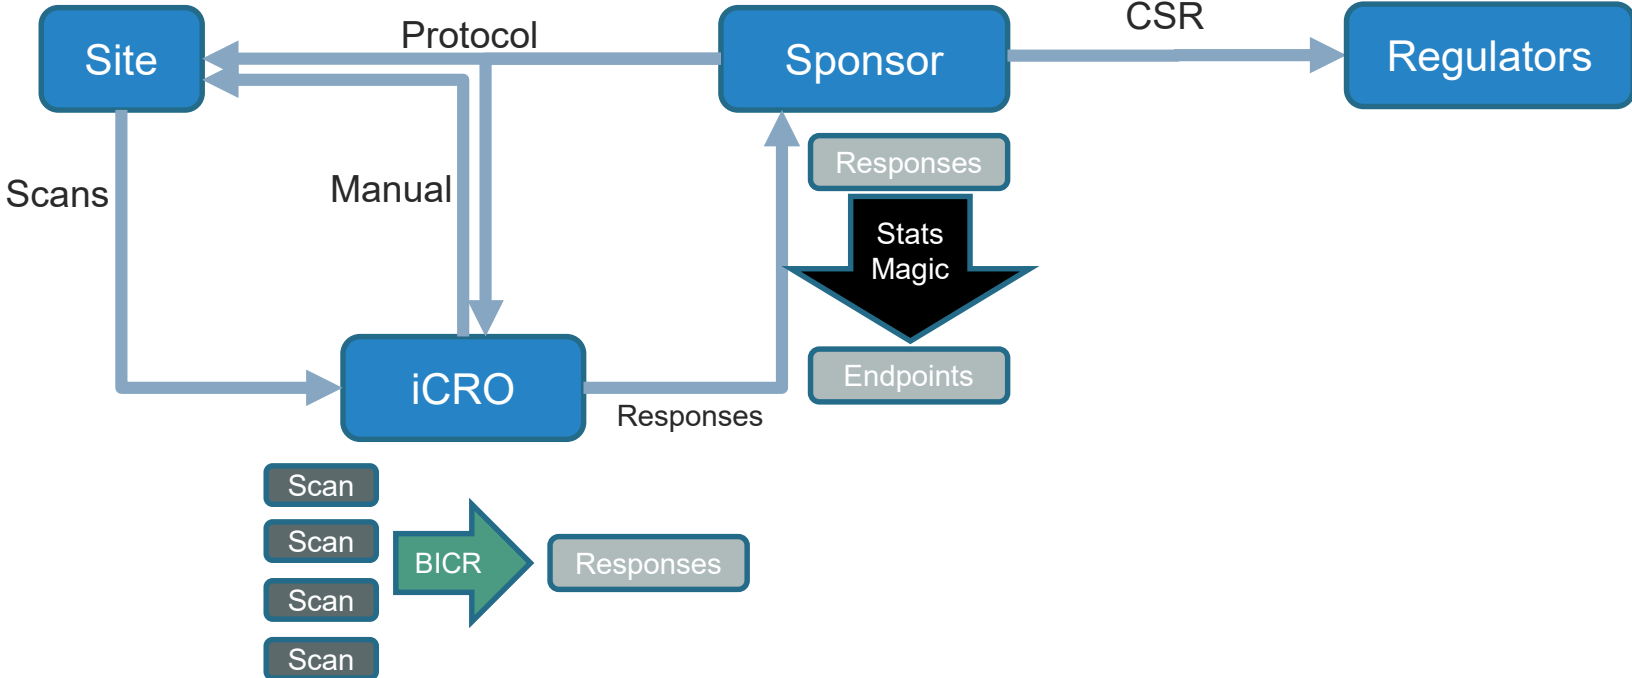 CSR
Site
Protocol
Sponsor
Regulators
Responses
Scans
Manual
Stats
Magic
Endpoints
iCRO
Responses
Scan
Scan
BICR
Responses
Scan
Scan